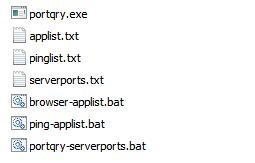 portqry.exe
applist.txt
pinglist.txt
serverports.txt
browser-applist.bat
ping-applist.bat
portqry-serverports.bat